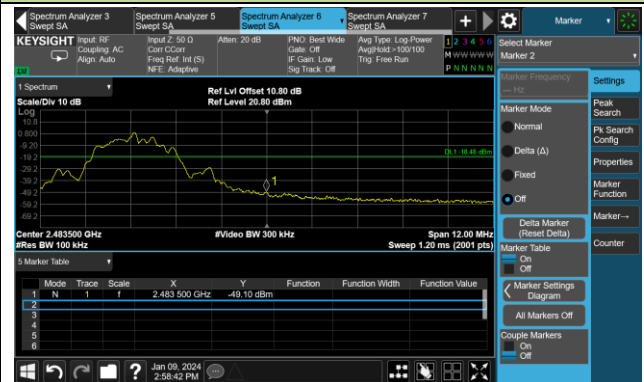 Spectrum Analyzer 3
Swept SA
Spectrum Analyzer 5
Swept SA
Spectrum Analyzer 6
Swept SA
Spectrum Analyzer 7
Swept SA
Marker
KEYSIGHT
Input: RF
Coupling: AC
Align: Auto
Input Z: 50 Ω
Corr CCorr
Freq Ref: Int (S)
NFE: Adaptive
Atten: 20 dB
PNO: Best Wide
Gate: Off
IF Gain: Low
Sig Track: Off
Avg Type: Log-Power
Avg|Hold:>100/100
Trig: Free Run
1 2 3 4 5 6
M W W W W W
P N N N N N
Select Marker
Marker 2
1 Spectrum
Scale/Div 10 dB
Ref Lvl Offset 10.80 dB
Ref Level 20.80 dBm
Log
10.8
0.800
-9.20
-19.2
-29.2
-39.2
-49.2
-59.2
-69.2
DL1 -18.48 dBm
1
Center 2.483500 GHz
#Res BW 100 kHz
#Video BW 300 kHz
Span 12.00 MHz
Sweep 1.20 ms (2001 pts)
5 Marker Table
Mode Trace Scale X Y Function Function Width Function Value
1 N 1 f 2.483 500 GHz -49.10 dBm
2
3
4
5
6
Marker Frequency
--- Hz
Marker Mode
Normal
Delta (Δ)
Fixed
Off
Delta Marker
(Reset Delta)
Marker Table
On
Off
Marker Settings
Diagram
All Markers Off
Couple Markers
On
Off
Settings
Peak
Search
Pk Search
Config
Properties
Marker
Function
Marker→
Counter
Jan 09, 2024
2:58:42 PM